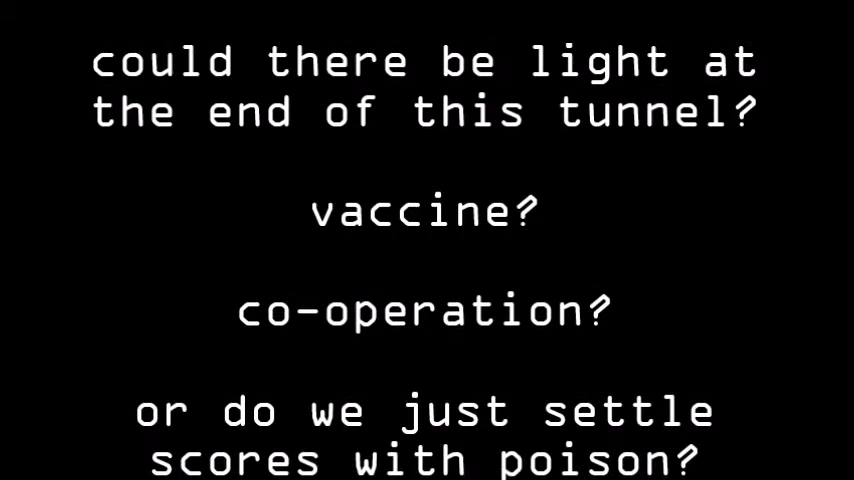 could there be light at
the end of this tunnel?
vaccine?
co-operation?
or do we just settle
scores with poison?